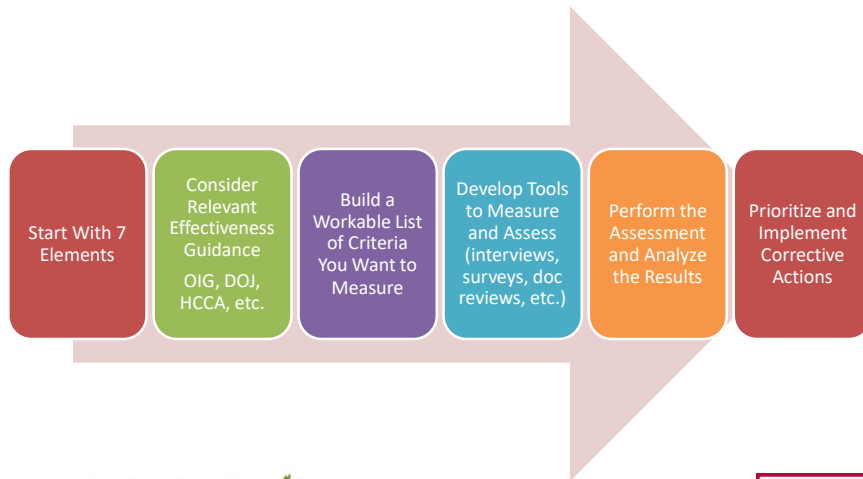 Start With 7
Elements
Consider
Relevant
Effectiveness
Guidance
OIG, DOJ,
HCCA, etc.
Build a
Workable List
of Criteria
You Want to
Measure
Develop Tools
to Measure
and Assess
(interviews,
surveys, doc
reviews, etc.)
Perform the
Assessment
and Analyze
the Results
Prioritize and
Implement
Corrective
Actions